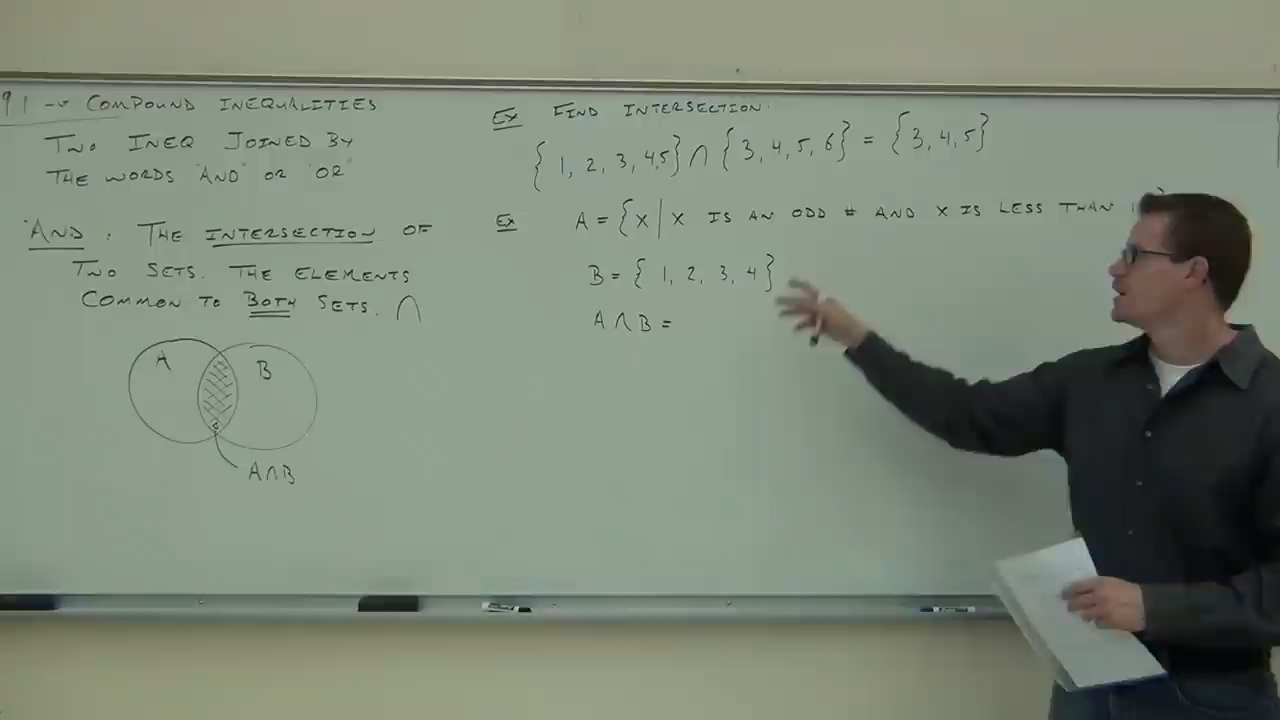 91 → COMPOUND INEQUALITIES
TWO INEQ JOINED BY
THE WORDS "AND" OR "OR"
"AND": THE INTERSECTION OF
TWO SETS. THE ELEMENTS
COMMON TO BOTH SETS. ∩
A B
A∩B
EX FIND INTERSECTION.
{1, 2, 3, 4,5} ∩ {3, 4, 5, 6} = {3, 4, 5}
EX A = {X | X IS AN ODD # AND X IS LESS THAN
B = {1, 2, 3, 4}
A ∩ B =